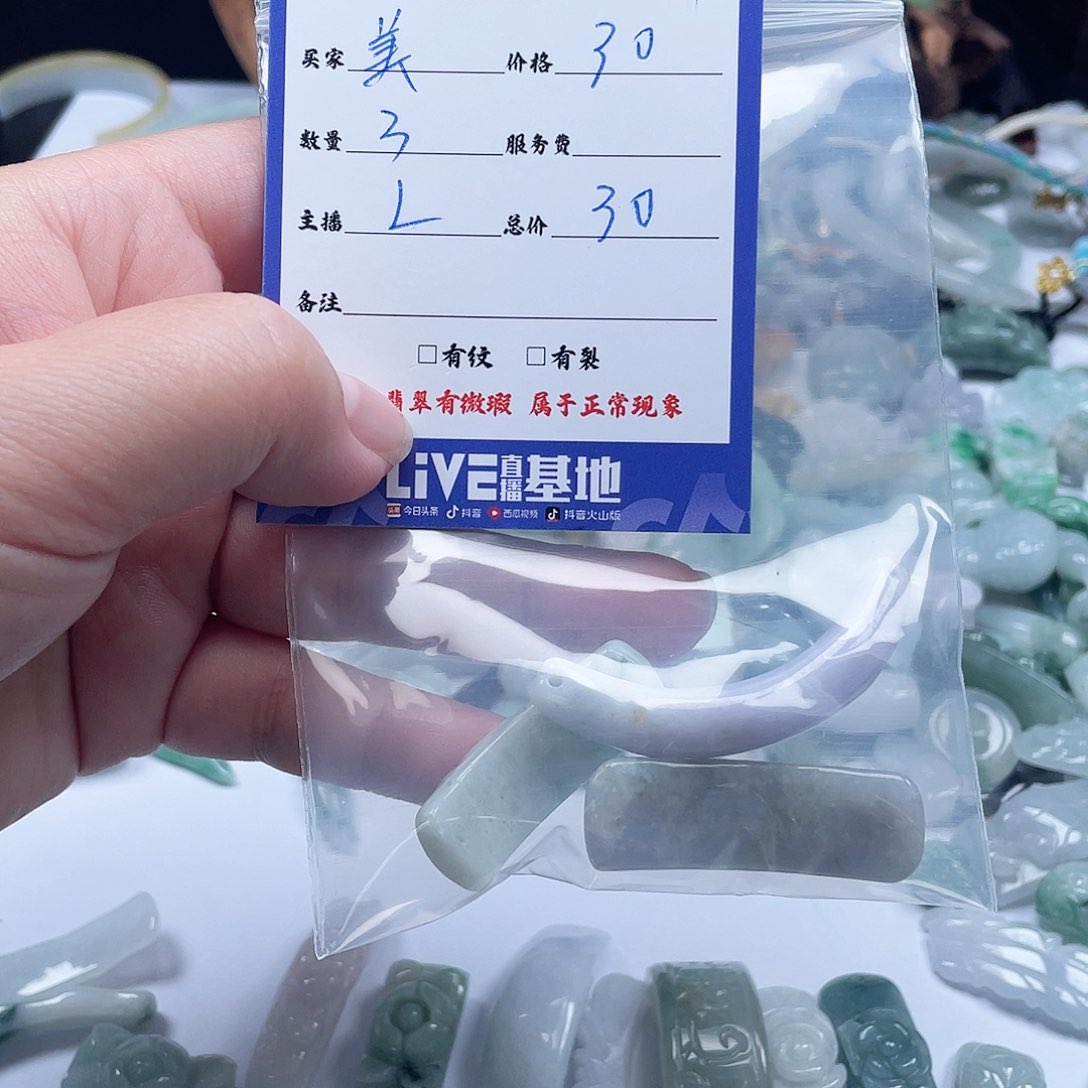 买家 美 价格 30
数量 3 服务费
主播 L 总价 30
备注
□有纹 □有裂
翡翠有微瑕 属于正常现象
LiVE直播基地
今日头条 抖音 西瓜视频 抖音火山版